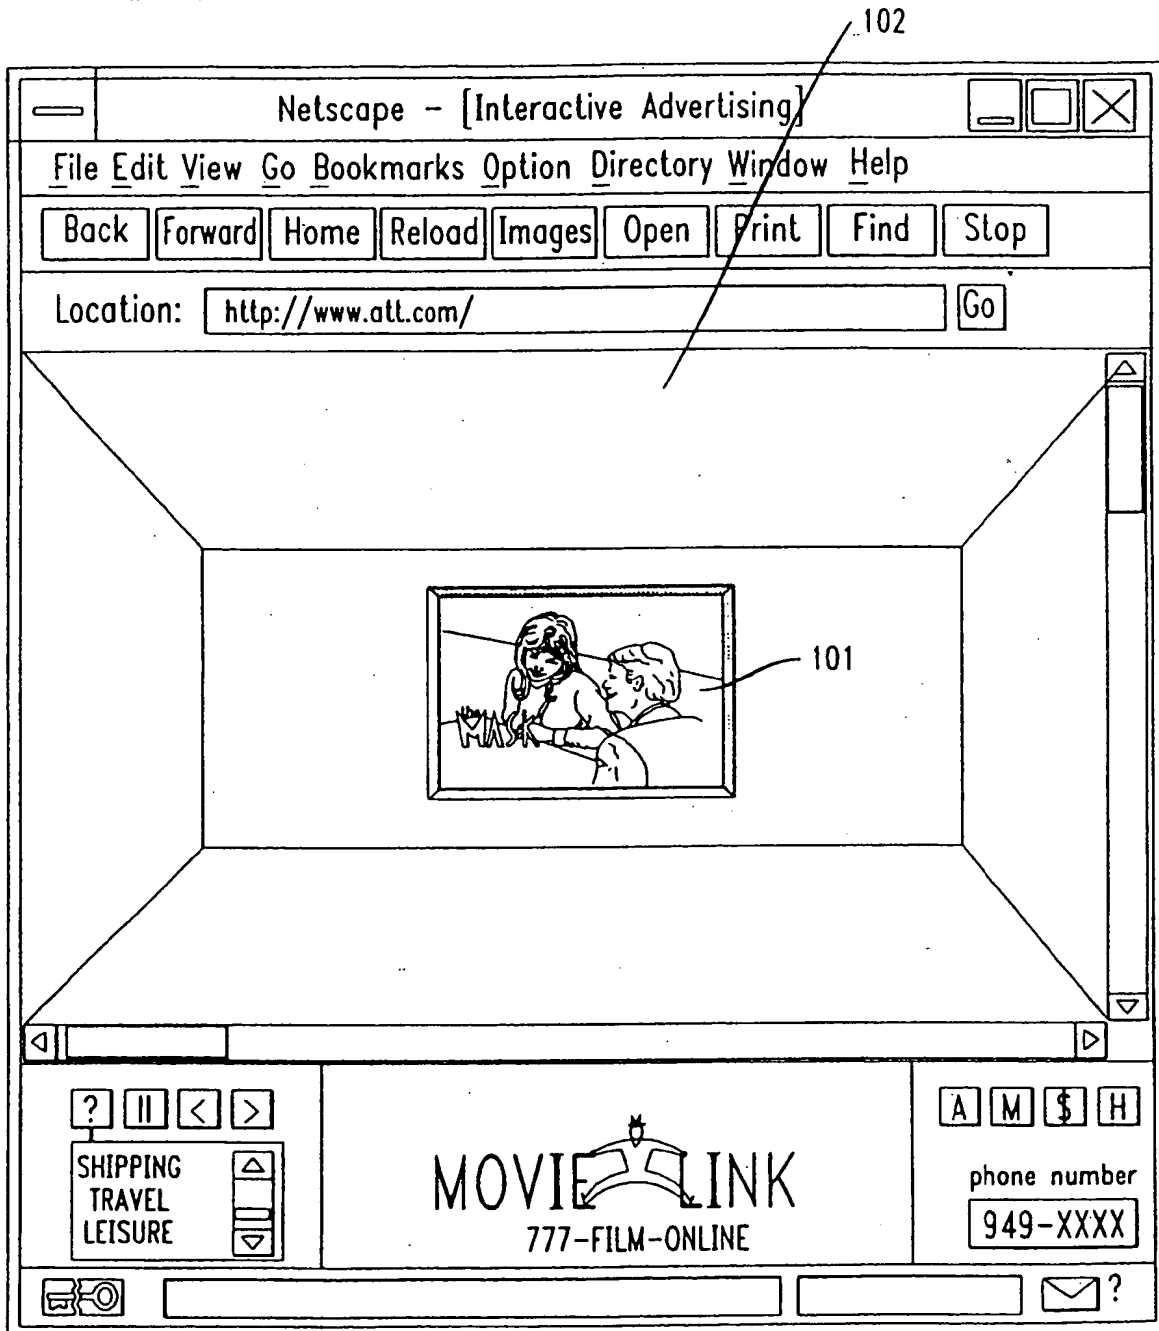 102
Netscape - [Interactive Advertising]
File Edit View Go Bookmarks Option Directory Window Help
Back Forward Home Reload Images Open Print Find Stop
Location: http://www.att.com/ Go
101
the MASK
? || < > A M $ H
SHIPPING
TRAVEL
LEISURE
MOVIE LINK
777-FILM-ONLINE
phone number
949-XXXX
?